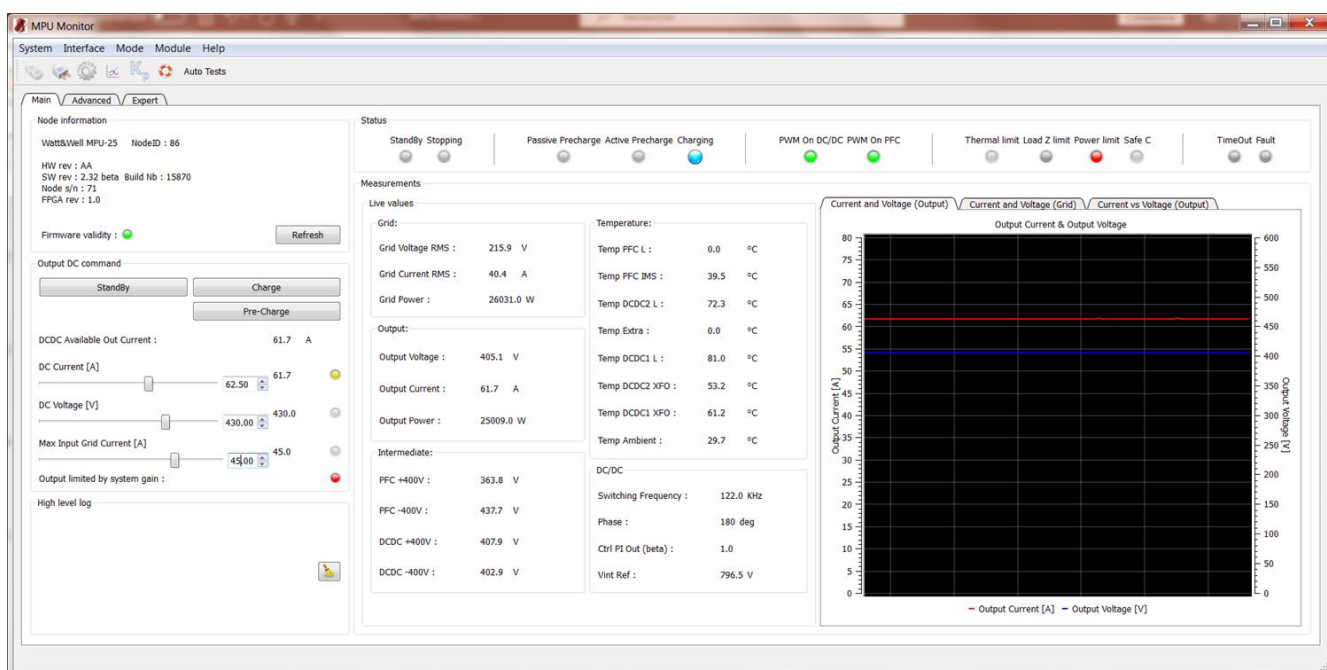 MPU Monitor
System Interface Mode Module Help
Auto Tests
Main Advanced Expert
Node information
Watt&Well MPU-25 NodeID : 86
HW rev : AA
SW rev : 2.32 beta Build Nb : 15870
Node s/n : 71
FPGA rev : 1.0
Firmware validity : Refresh
Output DC command
StandBy Charge
Pre-Charge
DCDC Available Out Current : 61.7 A
DC Current [A]
62.50 61.7
DC Voltage [V]
430.00 430.0
Max Input Grid Current [A]
45.00 45.0
Output limited by system gain :
High level log
Status
StandBy Stopping Passive Precharge Active Precharge Charging PWM On DC/DC PWM On PFC Thermal limit Load Z limit Power limit Safe C TimeOut Fault
Measurements
Live values
Grid:
Grid Voltage RMS : 215.9 V
Grid Current RMS : 40.4 A
Grid Power : 26031.0 W
Output:
Output Voltage : 405.1 V
Output Current : 61.7 A
Output Power : 25009.0 W
Intermediate:
PFC +400V : 363.8 V
PFC -400V : 437.7 V
DCDC +400V : 407.9 V
DCDC -400V : 402.9 V
Temperature:
Temp PFC L : 0.0 ºC
Temp PFC IMS : 39.5 ºC
Temp DCDC2 L : 72.3 ºC
Temp Extra : 0.0 ºC
Temp DCDC1 L : 81.0 ºC
Temp DCDC2 XFO : 53.2 ºC
Temp DCDC1 XFO : 61.2 ºC
Temp Ambient : 29.7 ºC
DC/DC
Switching Frequency : 122.0 KHz
Phase : 180 deg
Ctrl PI Out (beta) : 1.0
Vint Ref : 796.5 V
Current and Voltage (Output) Current and Voltage (Grid) Current vs Voltage (Output)
Output Current & Output Voltage
80
75
70
65
60
55
50
45
40
35
30
25
20
15
10
5
0
Output Current [A]
600
550
500
450
400
350
300
250
200
150
100
50
0
Output Voltage [V]
Output Current [A] Output Voltage [V]